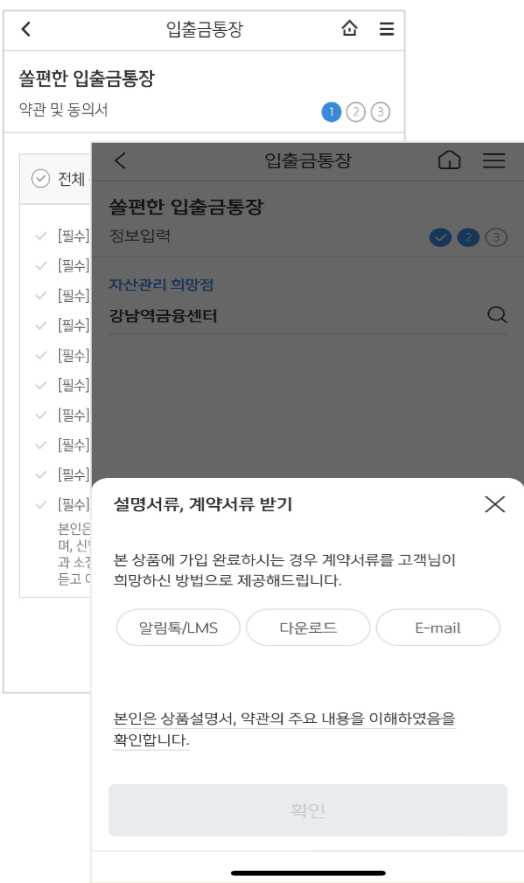 입출금통장
쏠편한 입출금통장
약관 및 동의서
1 2 3
전체
[필수]
[필수]
[필수]
[필수]
[필수]
[필수]
[필수]
[필수]
[필수]
[필수]
본인은
며, 신
과 소
듣고
입출금통장
쏠편한 입출금통장
정보입력
2 3
자산관리 희망점
강남역금융센터
설명서류, 계약서류 받기
본 상품에 가입 완료하시는 경우 계약서류를 고객님이
희망하신 방법으로 제공해드립니다.
알림톡/LMS 다운로드 E-mail
본인은 상품설명서, 약관의 주요 내용을 이해하였음을
확인합니다.
확인